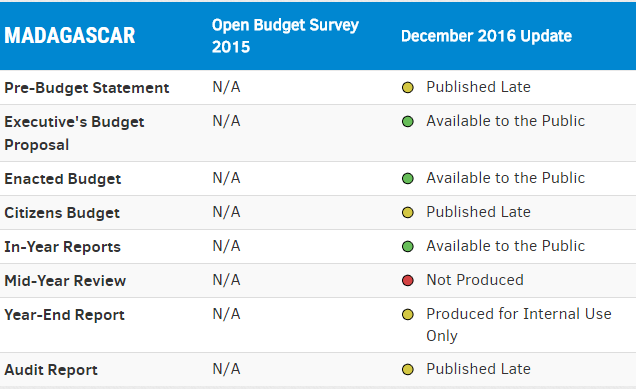 MADAGASCAR
Open Budget Survey
2015
December 2016 Update
Pre-Budget Statement N/A Published Late
Executive's Budget
Proposal
N/A Available to the Public
Enacted Budget N/A Available to the Public
Citizens Budget N/A Published Late
In-Year Reports N/A Available to the Public
Mid-Year Review N/A Not Produced
Year-End Report N/A Produced for Internal Use
Only
Audit Report N/A Published Late